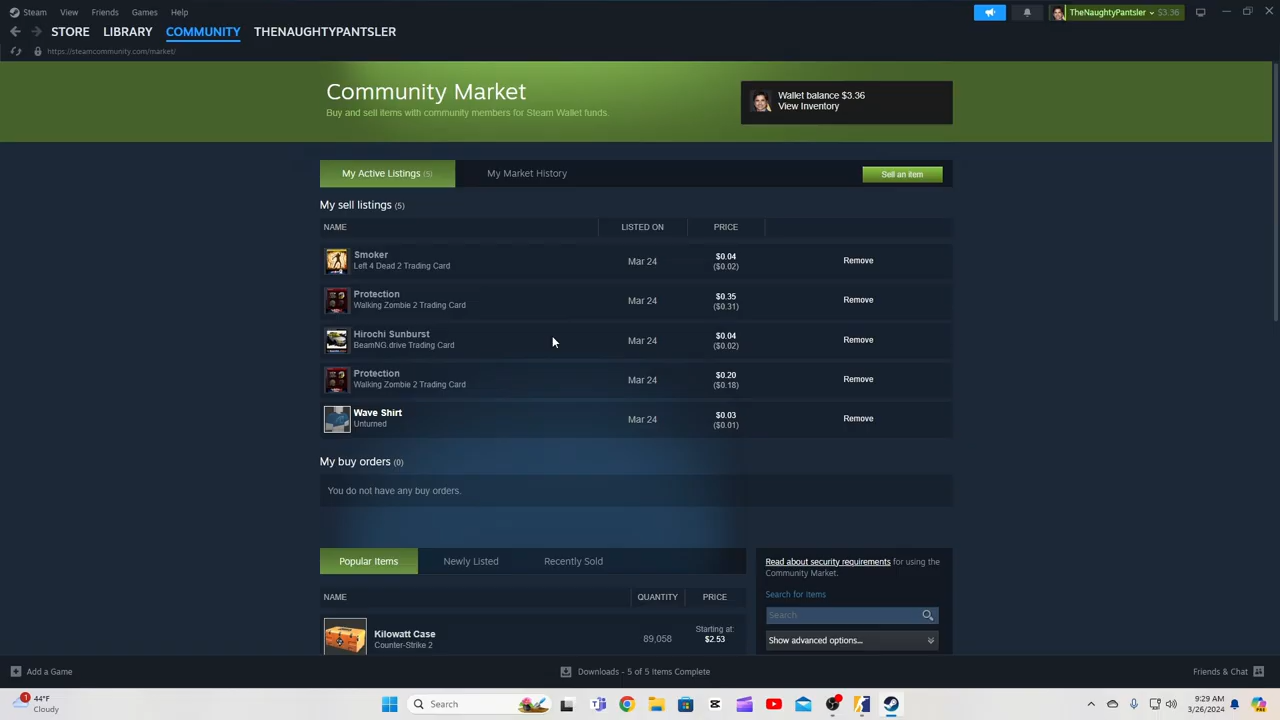 Steam View Friends Games Help
TheNaughtyPantsler $3.36
STORE LIBRARY COMMUNITY THENAUGHTYPANTSLER
https://steamcommunity.com/market/
Community Market
Buy and sell items with community members for Steam Wallet funds.
Wallet balance $3.36
View Inventory
My Active Listings (5) My Market History Sell an item
My sell listings (5)
NAME LISTED ON PRICE
Smoker
Left 4 Dead 2 Trading Card
Mar 24
$0.04
($0.02)
Remove
Protection
Walking Zombie 2 Trading Card
Mar 24
$0.35
($0.31)
Remove
Hirochi Sunburst
BeamNG.drive Trading Card
Mar 24
$0.04
($0.02)
Remove
Protection
Walking Zombie 2 Trading Card
Mar 24
$0.20
($0.18)
Remove
Wave Shirt
Unturned
Mar 24
$0.03
($0.01)
Remove
My buy orders (0)
You do not have any buy orders.
Popular Items Newly Listed Recently Sold
NAME QUANTITY PRICE
Kilowatt Case
Counter-Strike 2
89,058
Starting at:
$2.53
Read about security requirements for using the
Community Market.
Search for items
Search
Show advanced options...
Add a Game Downloads - 5 of 5 Items Complete Friends & Chat
1
44°F
Cloudy
Search
9:29 AM
3/26/2024